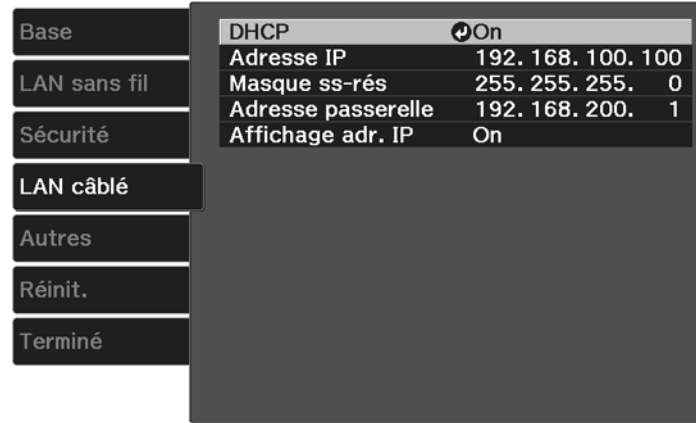 Base
LAN sans fil
Sécurité
LAN câblé
Autres
Réinit.
Terminé
DHCP On
Adresse IP 192. 168. 100. 100
Masque ss-rés 255. 255. 255. 0
Adresse passerelle 192. 168. 200. 1
Affichage adr. IP On